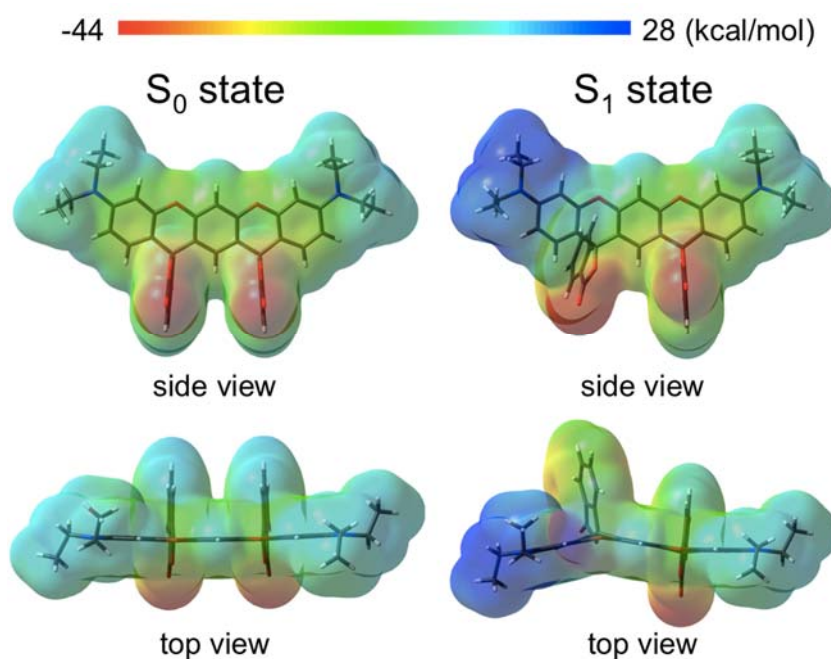 -44 28 (kcal/mol)
S₀ state S₁ state
side view side view
top view top view